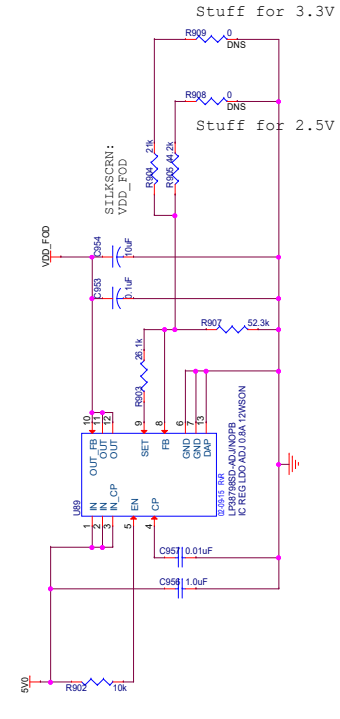 Stuff for 3.3V
R909 0
DNS
R908 0
DNS
Stuff for 2.5V
R904 21k
R905 44.2k
SILKSCRN:
VDD_FOD
VDD_FOD
C954 10uF
C953 0.1uF
R907 52.3k
R903 26.1k
10 OUT_FB
11 OUT
12 OUT
9 SET
8 FB
6 GND
7 GND
13 DAP
U89
1 IN
2 IN
3 IN_CP
5 EN
4 CP
02-09-15 RvR
LP38798SD-ADJ/NOPB
IC REG LDO ADJ 0.8A 12WSON
C957 0.01uF
C956 1.0uF
5V0
R902 10k